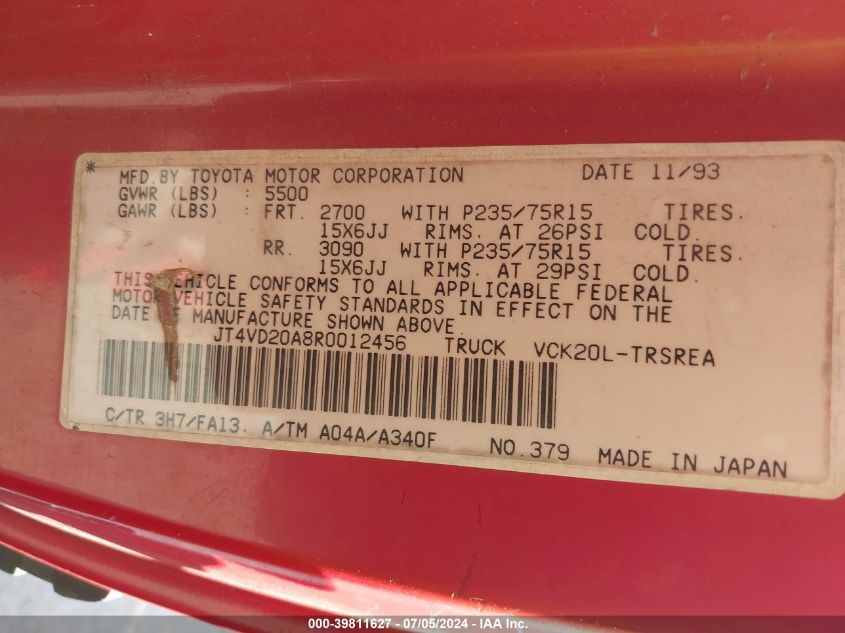 * MFD.BY TOYOTA MOTOR CORPORATION DATE 11/93
GVWR (LBS) : 5500
GAWR (LBS) : FRT. 2700 WITH P235/75R15 TIRES.
15X6JJ RIMS. AT 26PSI COLD.
RR. 3090 WITH P235/75R15 TIRES.
15X6JJ RIMS. AT 29PSI COLD.
THIS VEHICLE CONFORMS TO ALL APPLICABLE FEDERAL
MOTOR VEHICLE SAFETY STANDARDS IN EFFECT ON THE
DATE OF MANUFACTURE SHOWN ABOVE.
JT4VD20A8R0012456 TRUCK VCK20L-TRSREA
C/TR 3H7/FA13. A/TM A04A/A340F NO.379 MADE IN JAPAN
000-39811627 - 07/05/2024 - IAA Inc.